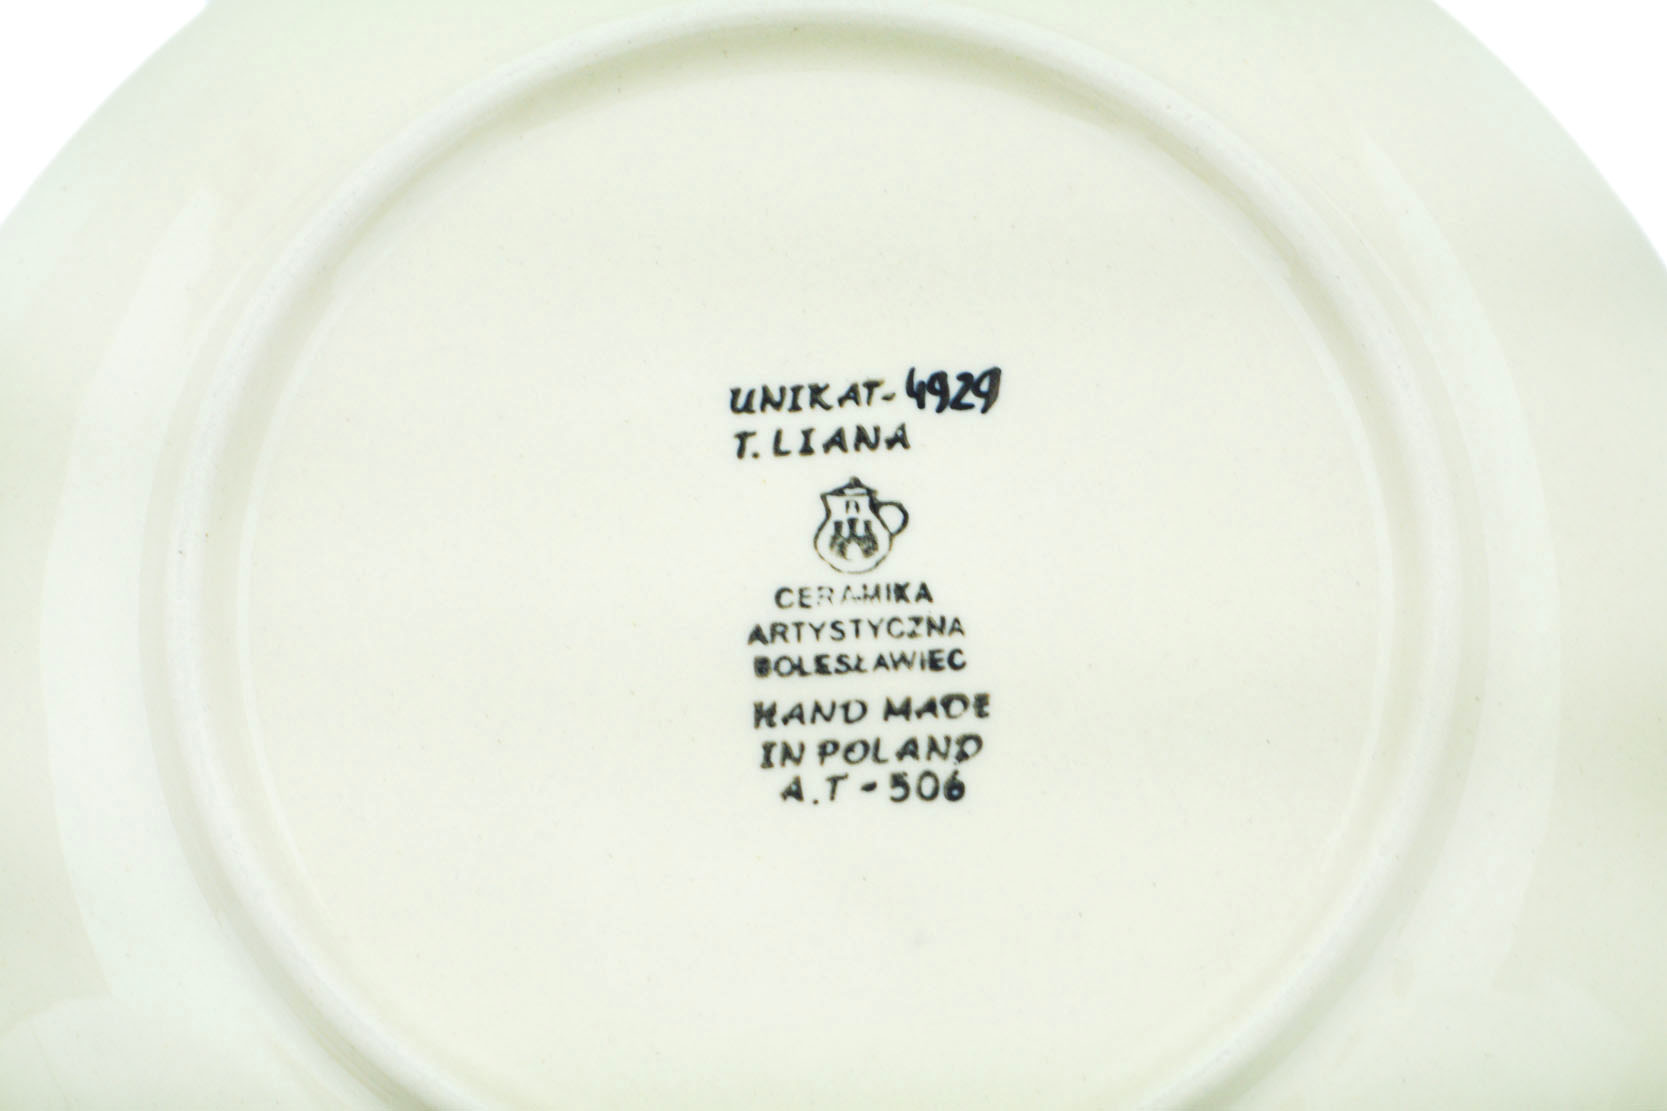 UNIKAT-4929
T. LIANA
CERAMIKA
ARTYSTYCZNA
BOLESŁAWIEC
HAND MADE
IN POLAND
A.T-506